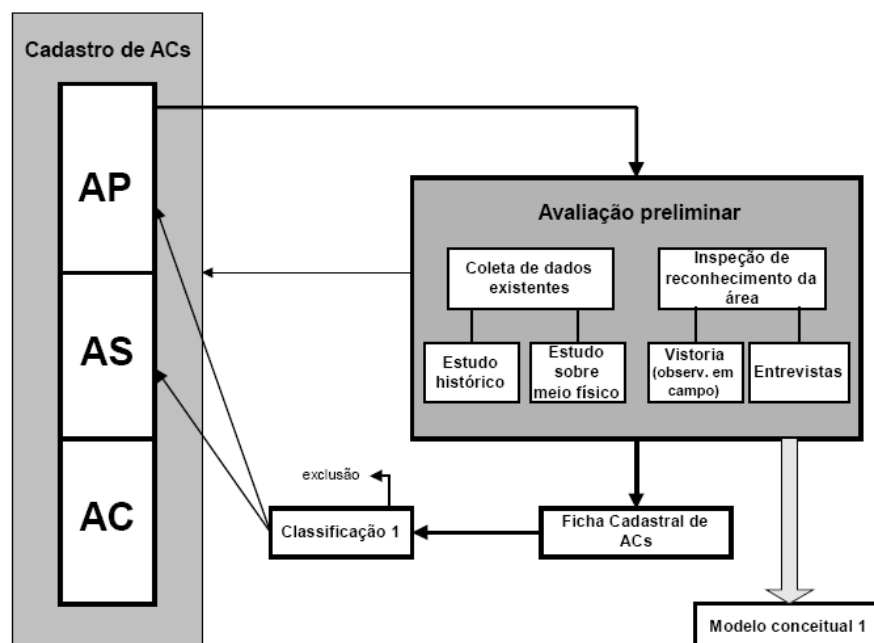 Cadastro de ACs
AP
AS
AC
Avaliação preliminar
Coleta de dados
existentes
Inspeção de
reconhecimento da
área
Estudo
histórico
Estudo
sobre
meio físico
Vistoria
(observ. em
campo)
Entrevistas
exclusão
Classificação 1
Ficha Cadastral de
ACs
Modelo conceitual 1